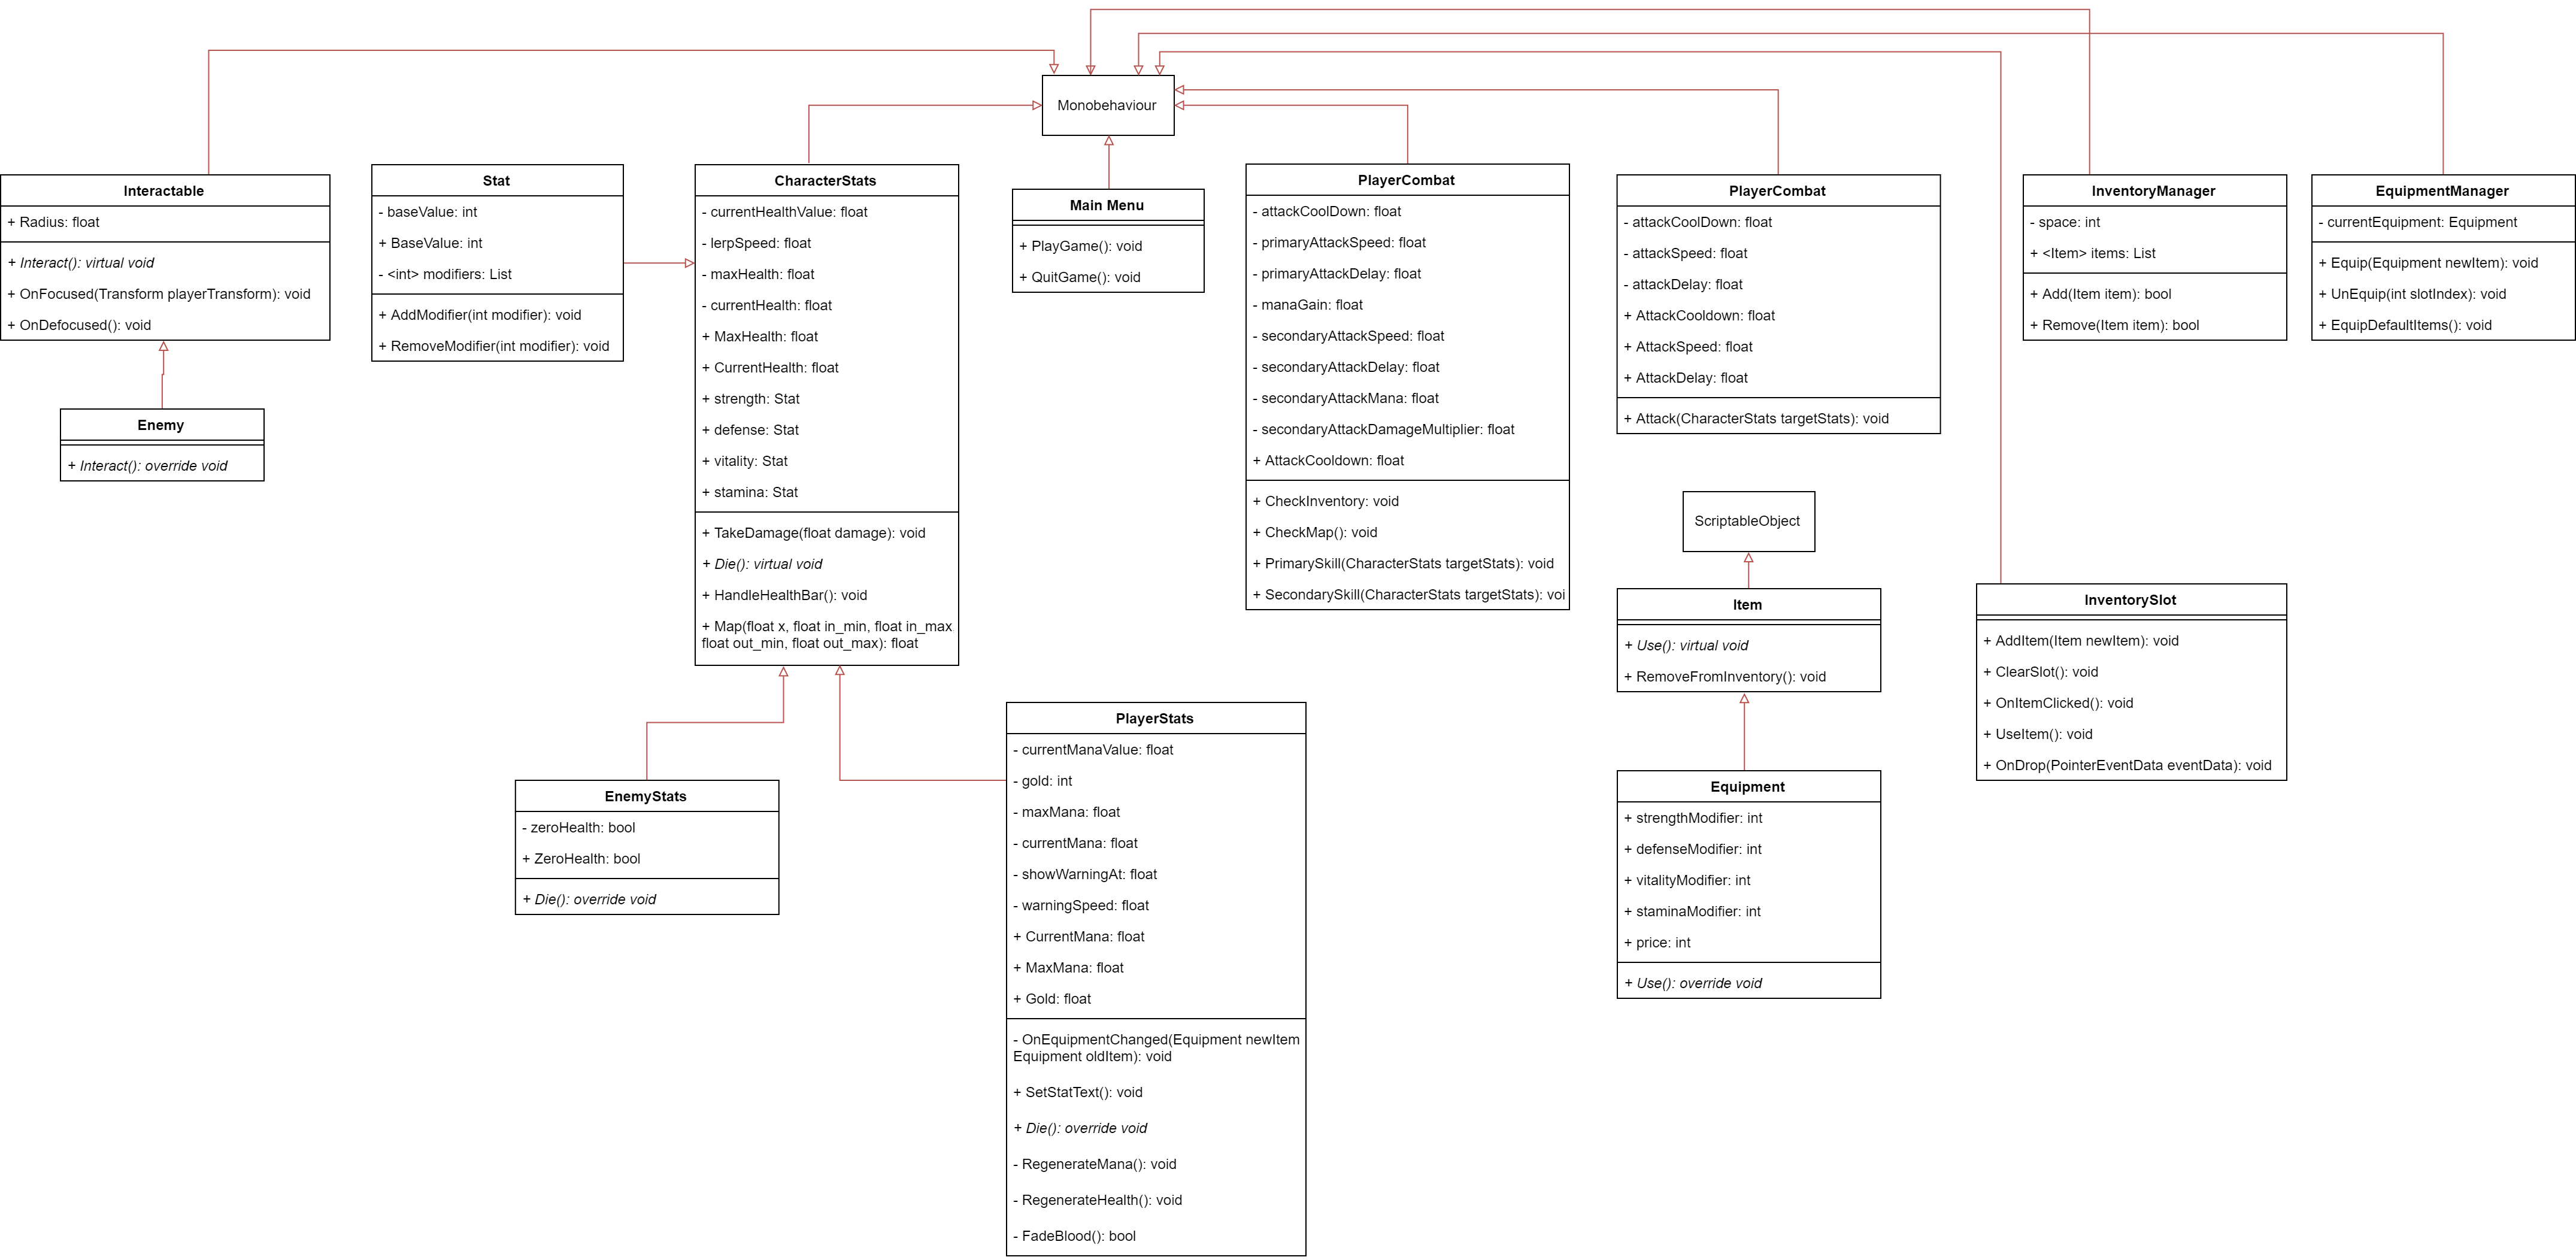 Monobehaviour
Interactable
+ Radius: float
+ Interact(): virtual void
+ OnFocused(Transform playerTransform): void
+ OnDefocused(): void
Enemy
+ Interact(): override void
Stat
- baseValue: int
+ BaseValue: int
- <int> modifiers: List
+ AddModifier(int modifier): void
+ RemoveModifier(int modifier): void
CharacterStats
- currentHealthValue: float
- lerpSpeed: float
- maxHealth: float
- currentHealth: float
+ MaxHealth: float
+ CurrentHealth: float
+ strength: Stat
+ defense: Stat
+ vitality: Stat
+ stamina: Stat
+ TakeDamage(float damage): void
+ Die(): virtual void
+ HandleHealthBar(): void
+ Map(float x, float in_min, float in_max
float out_min, float out_max): float
Main Menu
+ PlayGame(): void
+ QuitGame(): void
PlayerCombat
- attackCoolDown: float
- primaryAttackSpeed: float
- primaryAttackDelay: float
- manaGain: float
- secondaryAttackSpeed: float
- secondaryAttackDelay: float
- secondaryAttackMana: float
- secondaryAttackDamageMultiplier: float
+ AttackCooldown: float
+ CheckInventory: void
+ CheckMap(): void
+ PrimarySkill(CharacterStats targetStats): void
+ SecondarySkill(CharacterStats targetStats): voi
PlayerCombat
- attackCoolDown: float
- attackSpeed: float
- attackDelay: float
+ AttackCooldown: float
+ AttackSpeed: float
+ AttackDelay: float
+ Attack(CharacterStats targetStats): void
InventoryManager
- space: int
+ <Item> items: List
+ Add(Item item): bool
+ Remove(Item item): bool
EquipmentManager
- currentEquipment: Equipment
+ Equip(Equipment newItem): void
+ UnEquip(int slotIndex): void
+ EquipDefaultItems(): void
ScriptableObject
Item
+ Use(): virtual void
+ RemoveFromInventory(): void
InventorySlot
+ AddItem(Item newItem): void
+ ClearSlot(): void
+ OnItemClicked(): void
+ UseItem(): void
+ OnDrop(PointerEventData eventData): void
EnemyStats
- zeroHealth: bool
+ ZeroHealth: bool
+ Die(): override void
PlayerStats
- currentManaValue: float
- gold: int
- maxMana: float
- currentMana: float
- showWarningAt: float
- warningSpeed: float
+ CurrentMana: float
+ MaxMana: float
+ Gold: float
- OnEquipmentChanged(Equipment newItem
Equipment oldItem): void
+ SetStatText(): void
+ Die(): override void
- RegenerateMana(): void
- RegenerateHealth(): void
- FadeBlood(): bool
Equipment
+ strengthModifier: int
+ defenseModifier: int
+ vitalityModifier: int
+ staminaModifier: int
+ price: int
+ Use(): override void